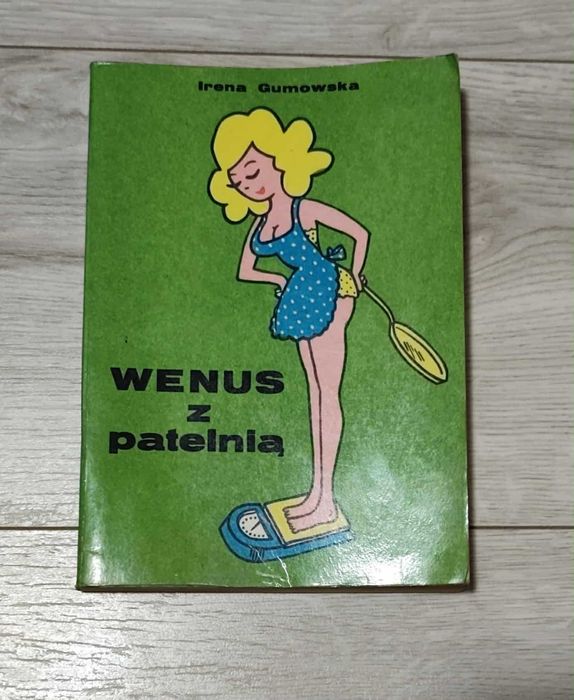 Irena Gumowska
WENUS
z
patelnią